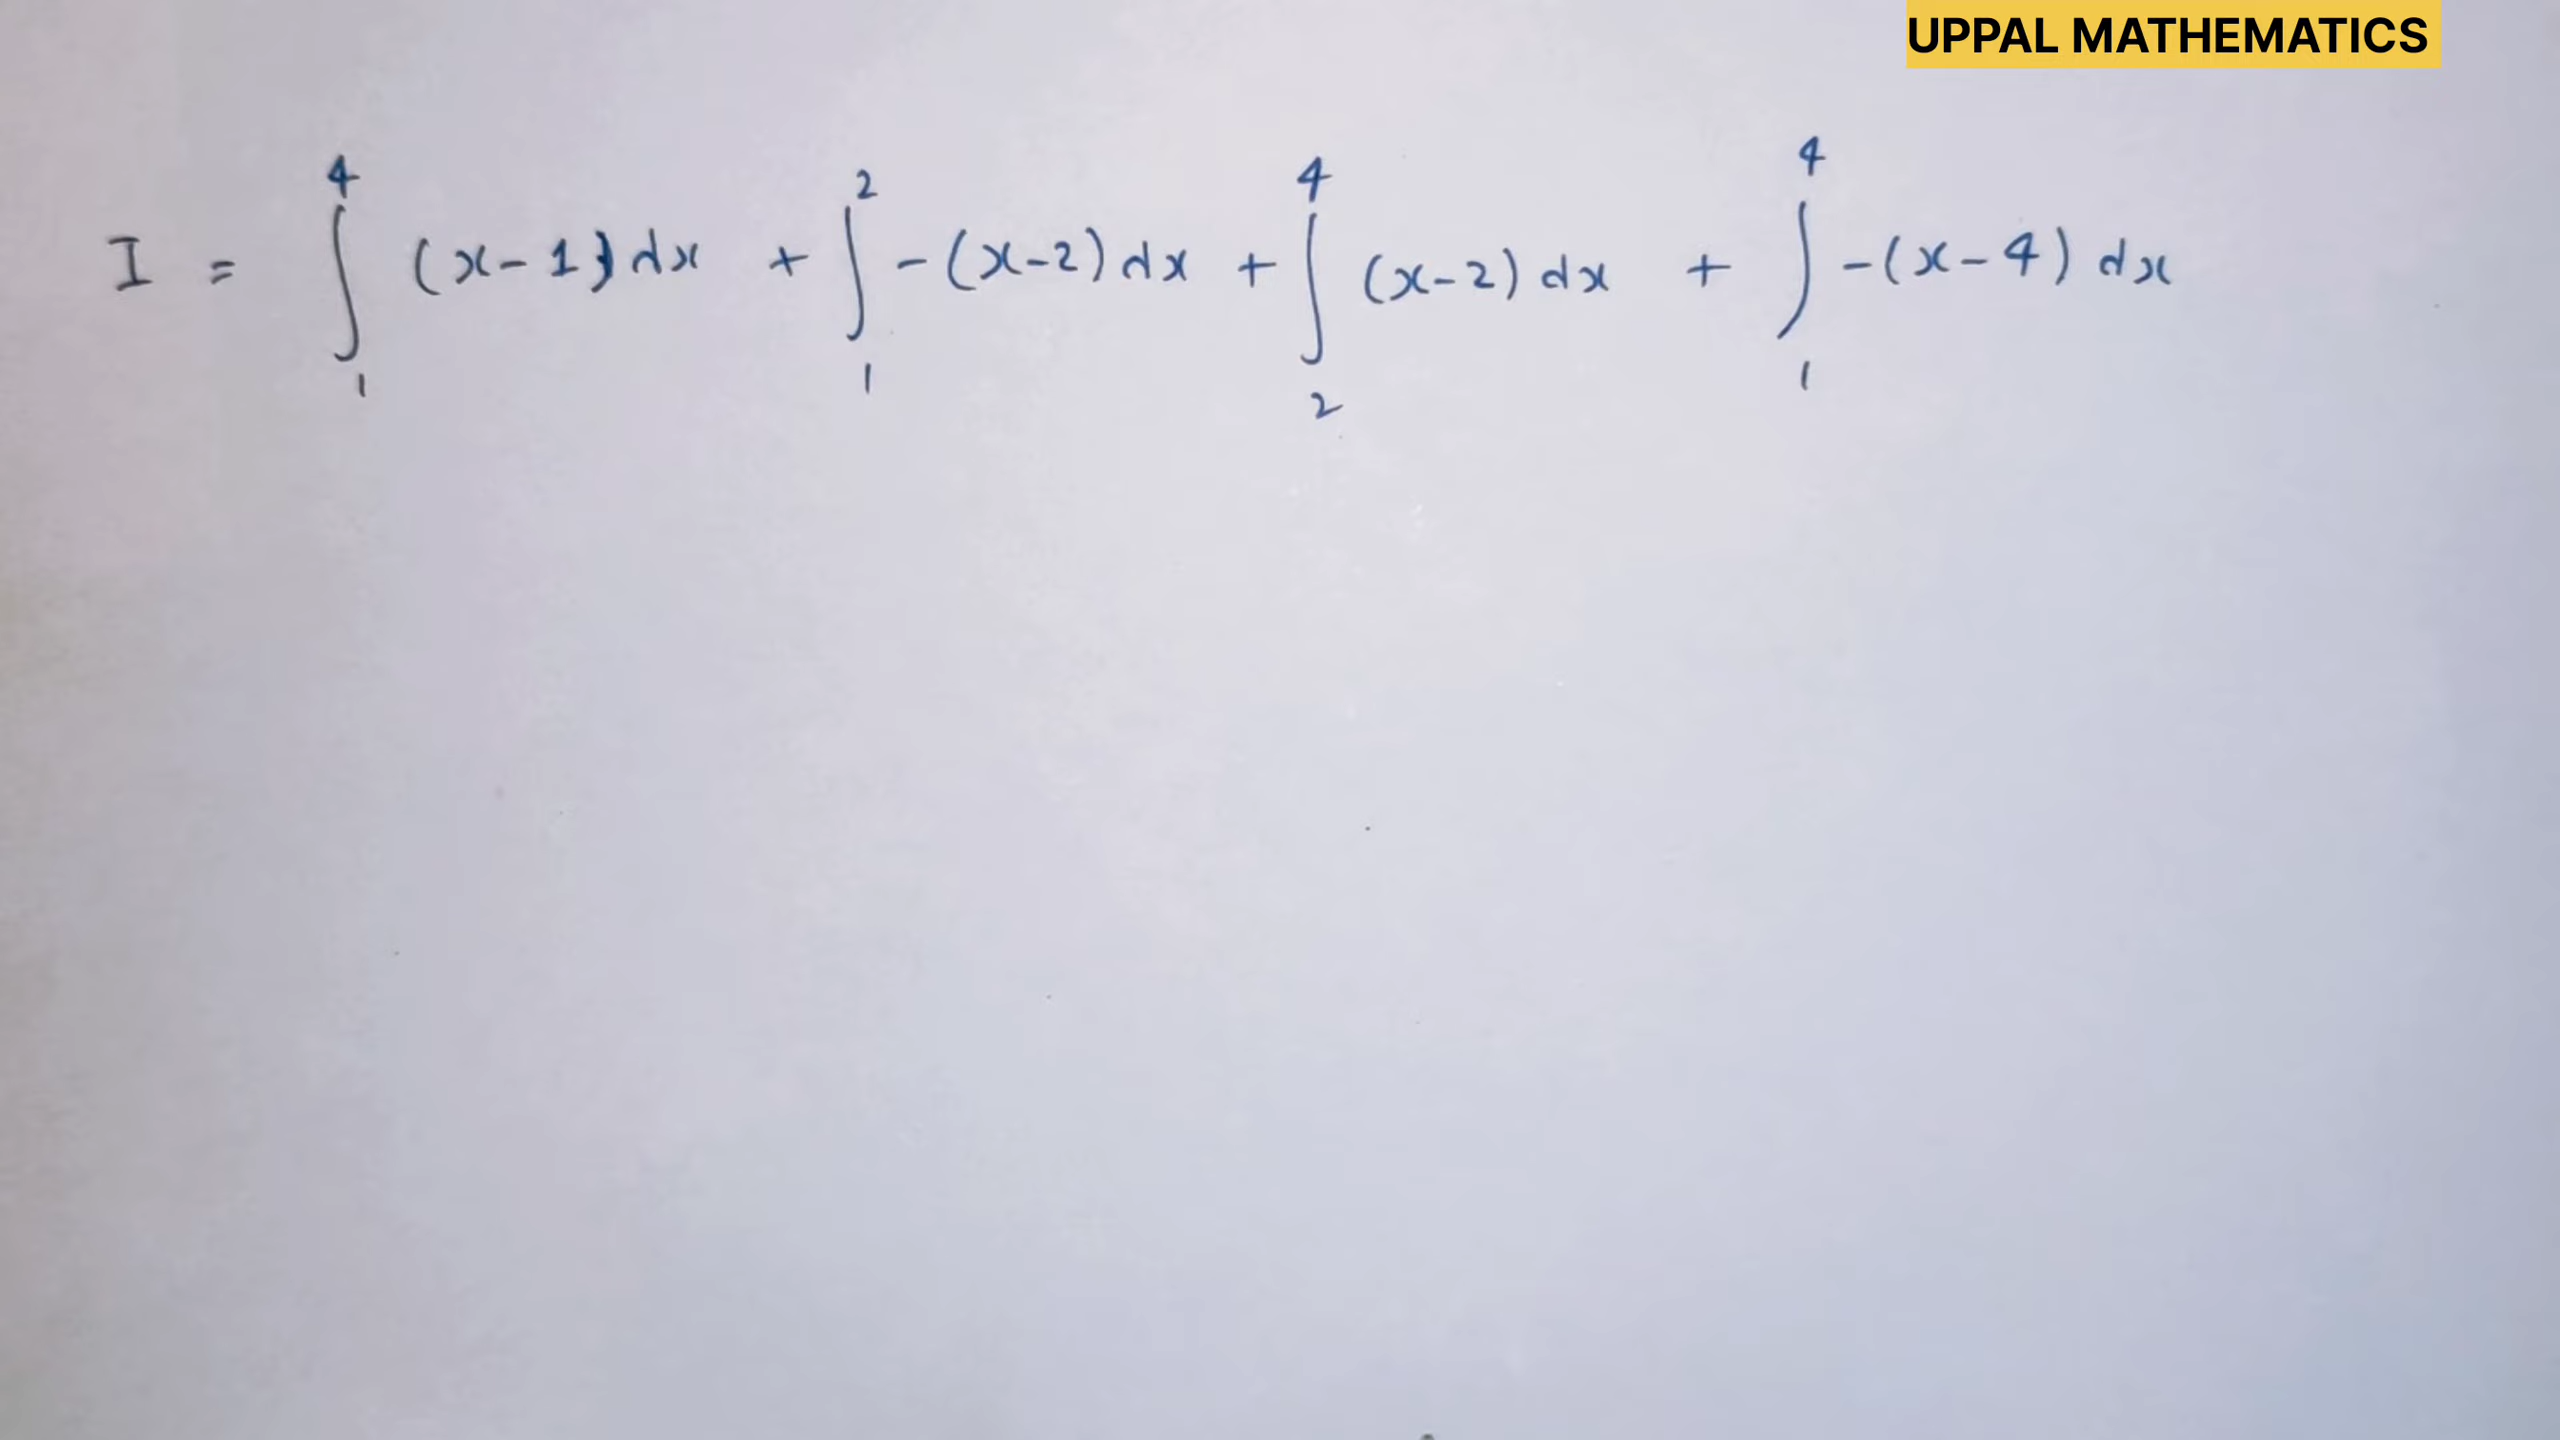 UPPAL MATHEMATICS
I = ∫₁⁴ (x-1) dx + ∫₁² -(x-2) dx + ∫₂⁴ (x-2) dx + ∫₁⁴ -(x-4) dx